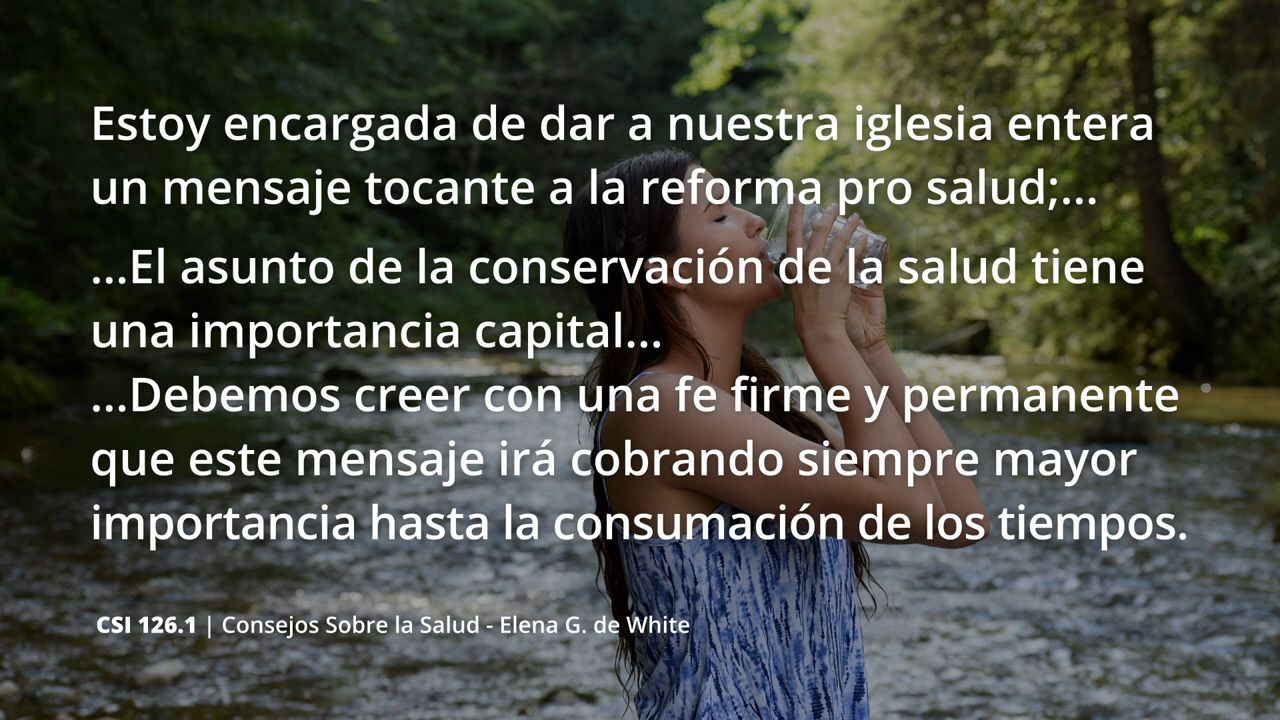 Estoy encargada de dar a nuestra iglesia entera
un mensaje tocante a la reforma pro salud;...
...El asunto de la conservación de la salud tiene
una importancia capital...
...Debemos creer con una fe firme y permanente
que este mensaje irá cobrando siempre mayor
importancia hasta la consumación de los tiempos.
CSI 126.1 | Consejos Sobre la Salud - Elena G. de White